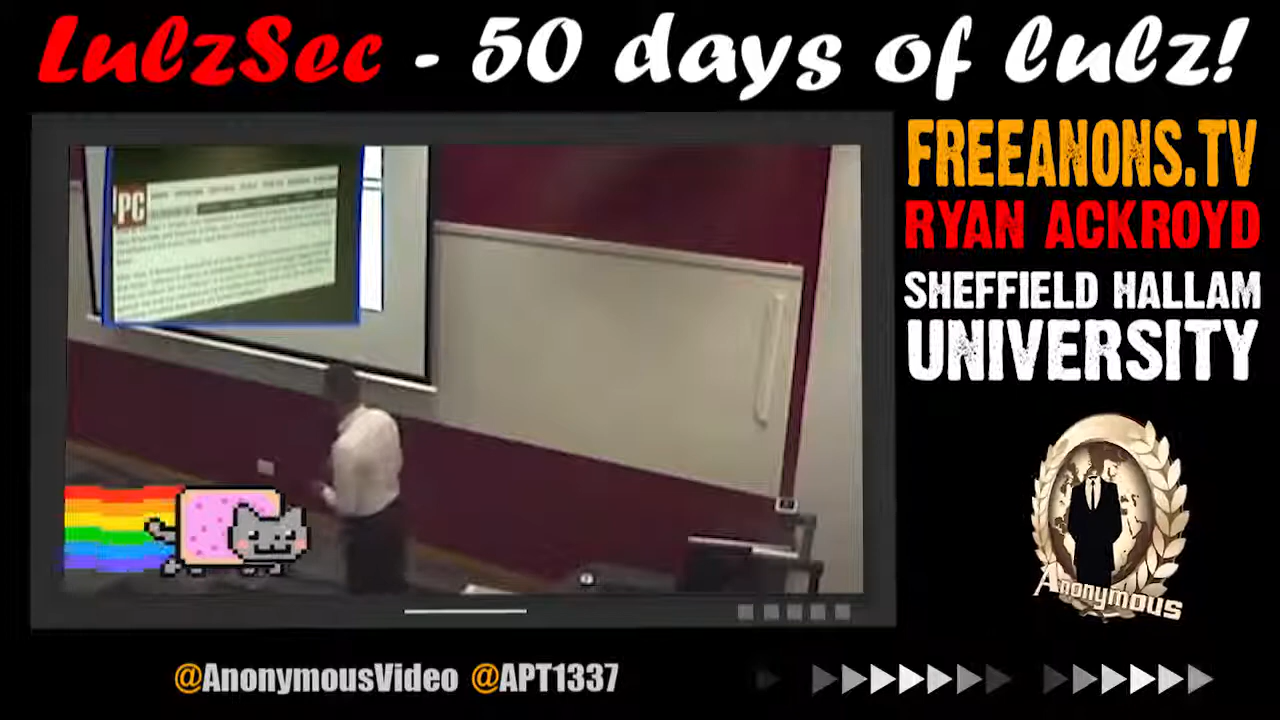 LulzSec - 50 days of lulz!
FREEANONS.TV
RYAN ACKROYD
SHEFFIELD HALLAM
UNIVERSITY
PC
Anonymous
@AnonymousVideo @APT1337